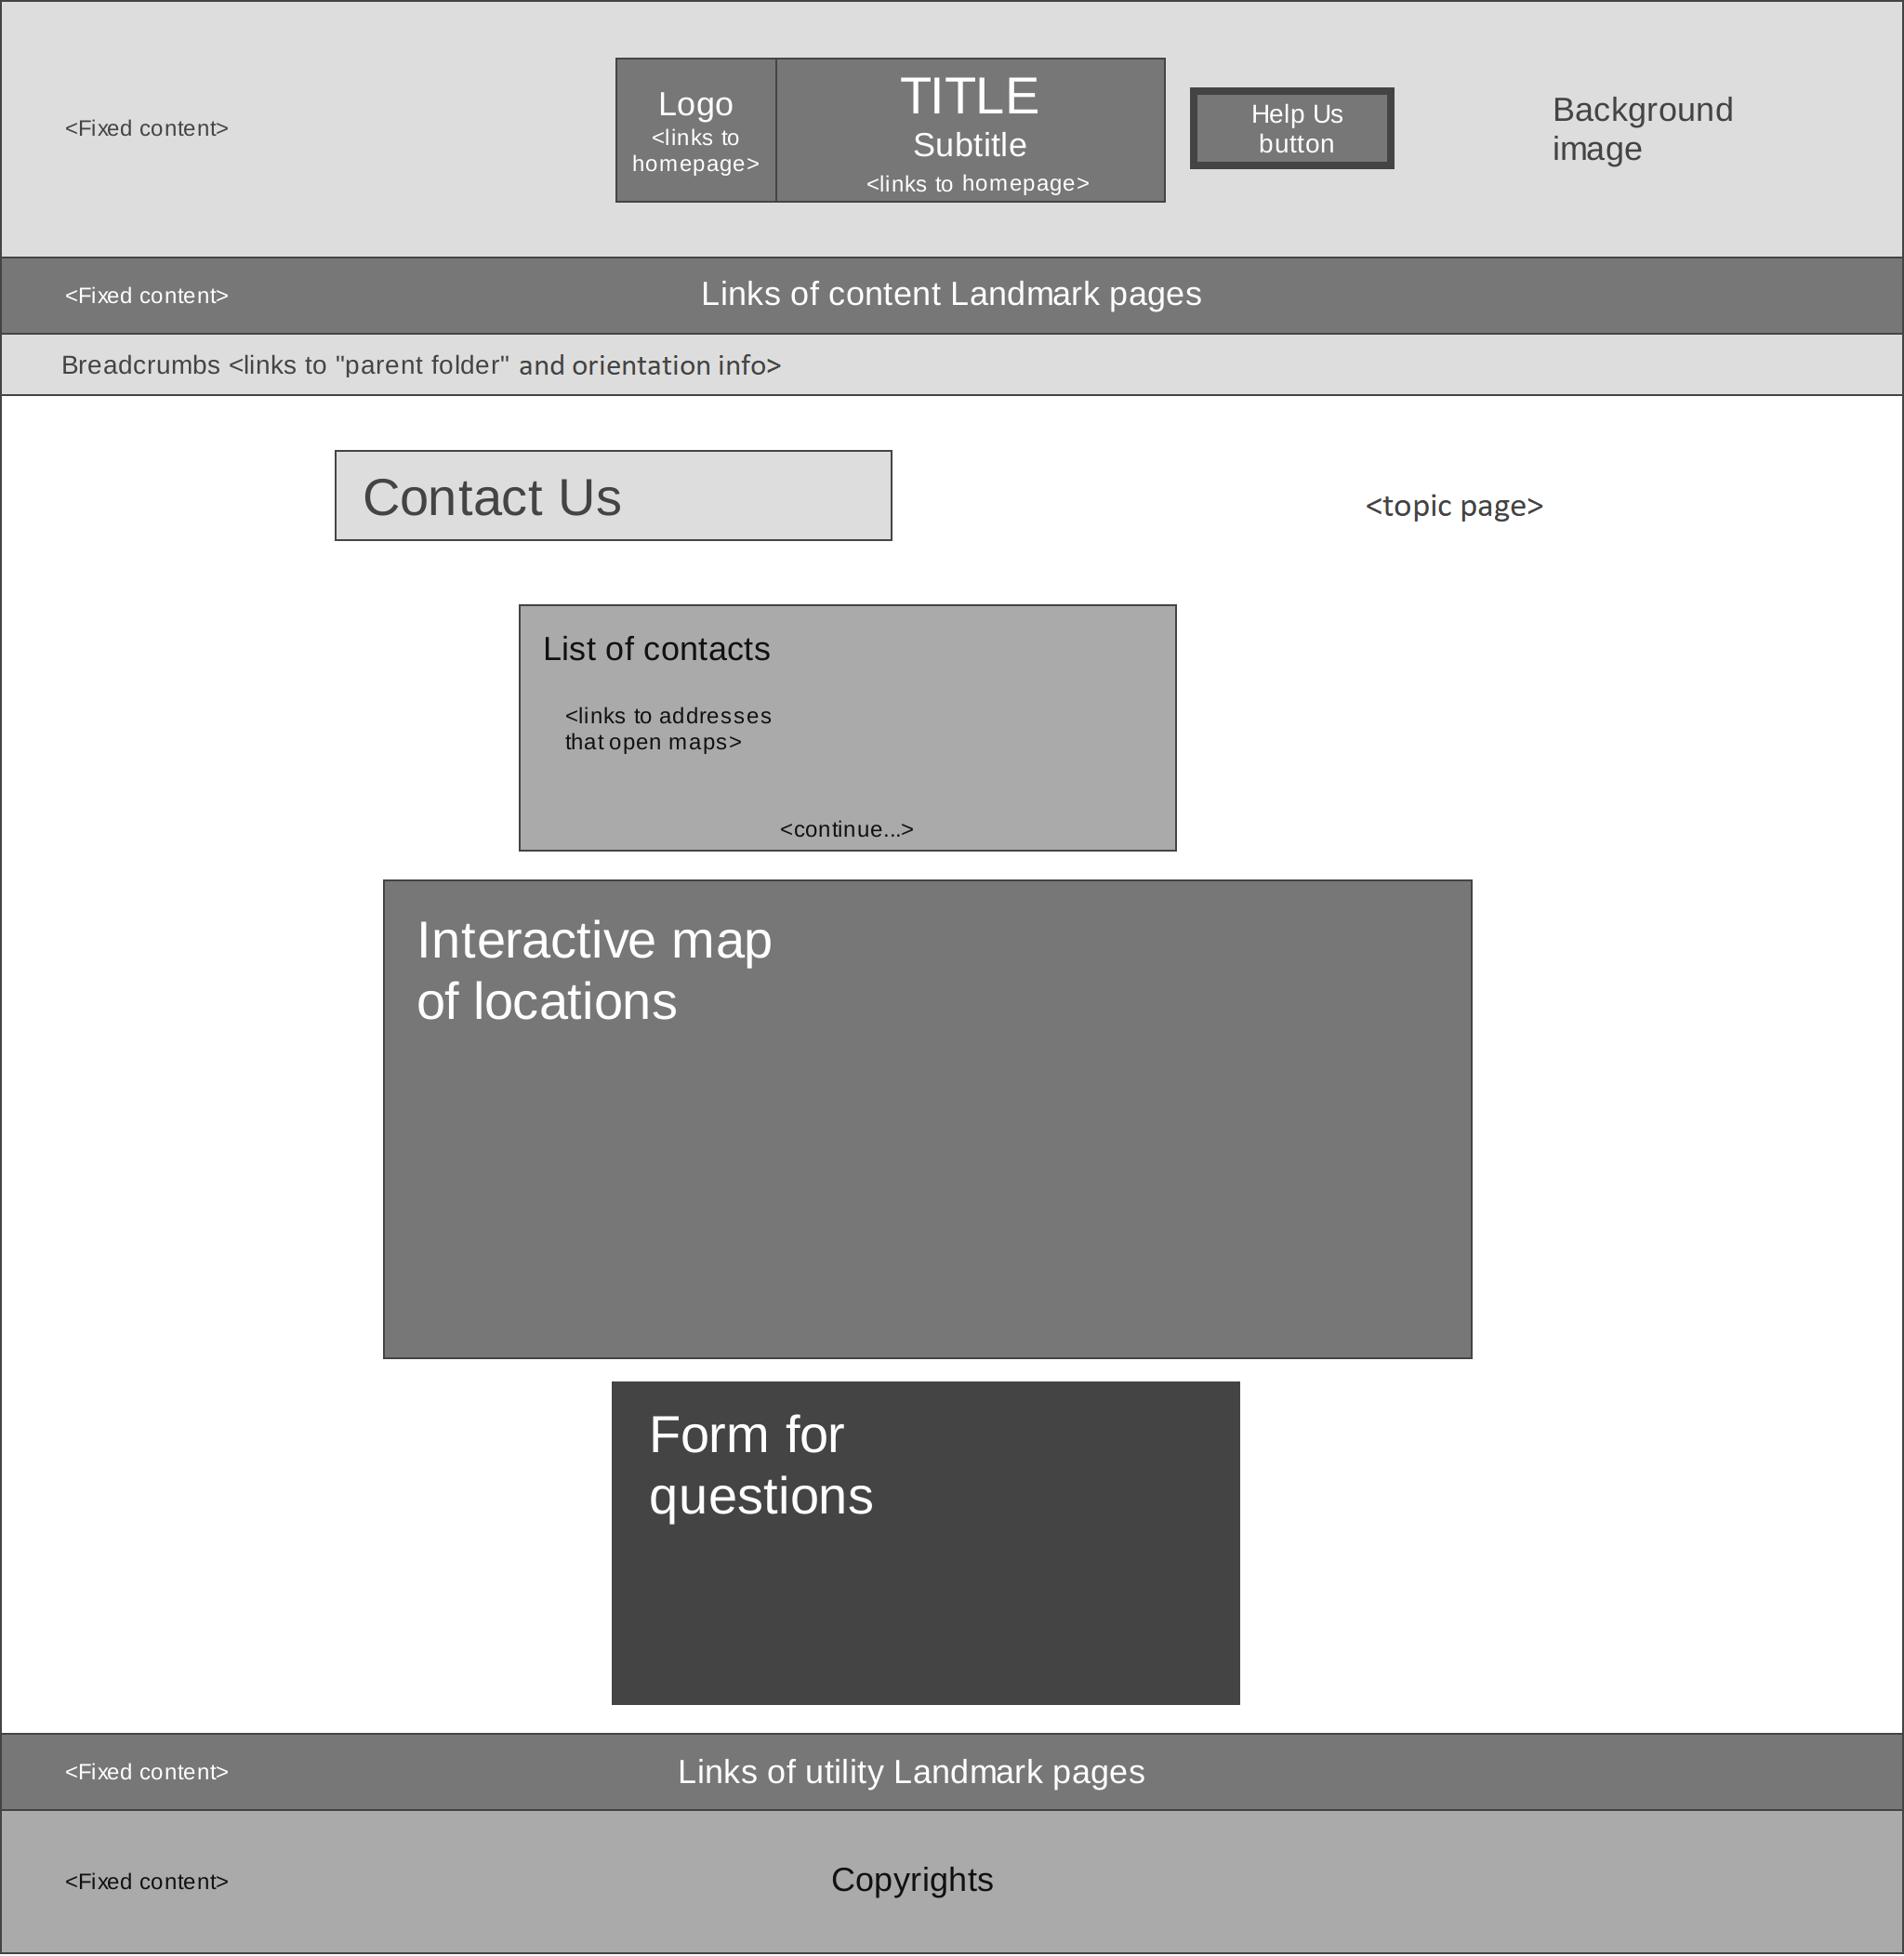 <Fixed content>
Logo
<links to
homepage>
TITLE
Subtitle
<links to homepage>
Help Us
button
Background
image
<Fixed content>
Links of content Landmark pages
Breadcrumbs <links to "parent folder" and orientation info>
Contact Us
<topic page>
List of contacts
<links to addresses
that open maps>
<continue...>
Interactive map
of locations
Form for
questions
<Fixed content>
Links of utility Landmark pages
<Fixed content>
Copyrights